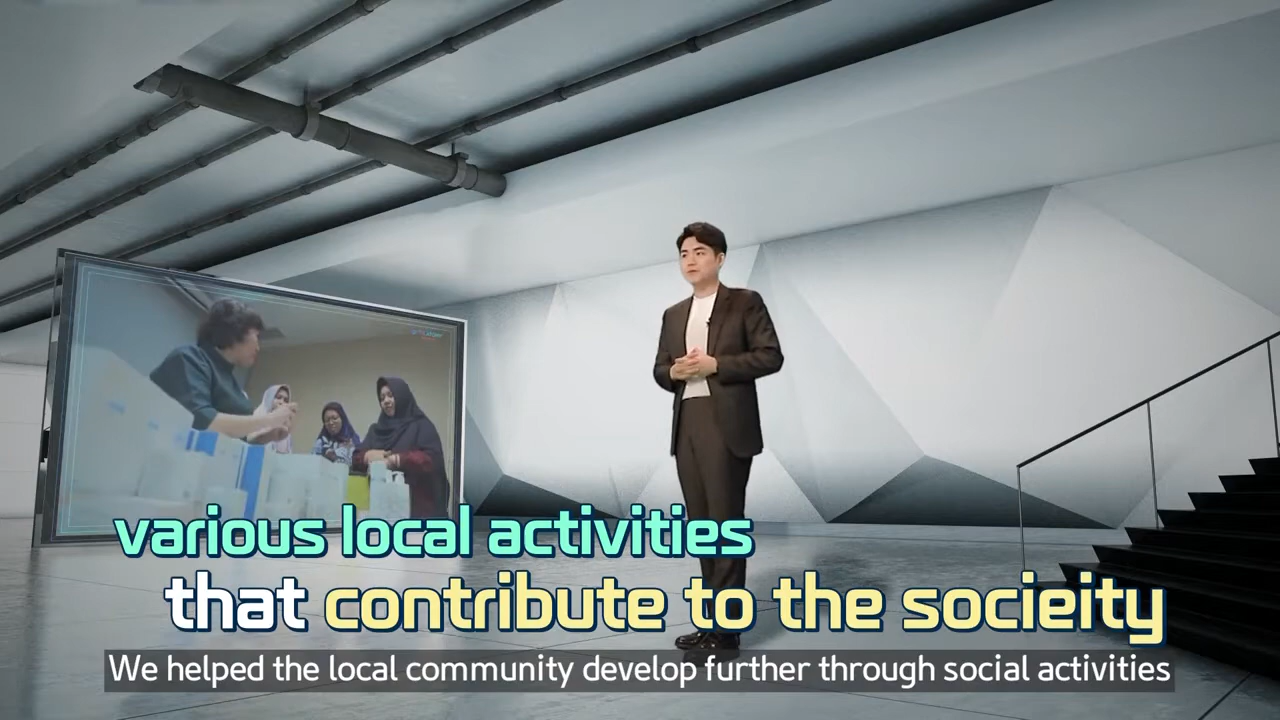 various local activities
that contribute to the socieity
We helped the local community develop further through social activities